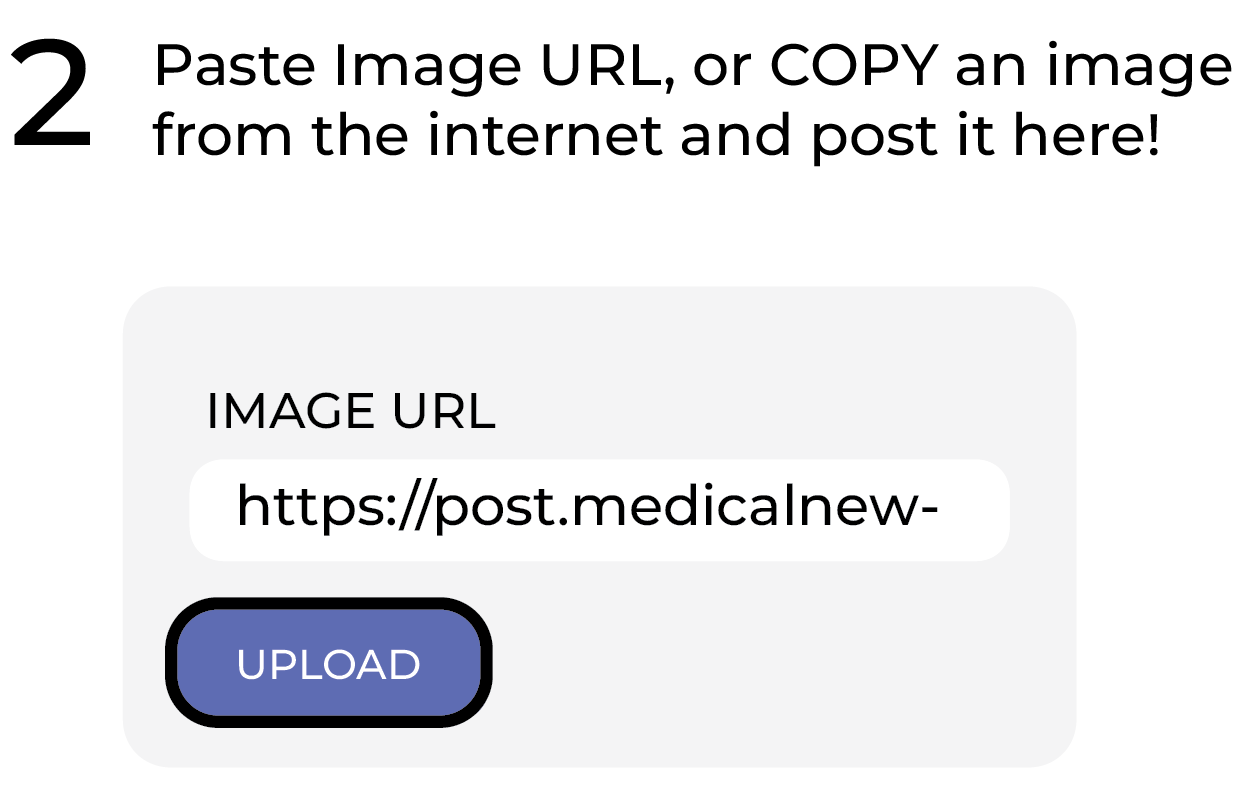 2
Paste Image URL, or COPY an image
from the internet and post it here!
IMAGE URL
https://post.medicalnew-
UPLOAD